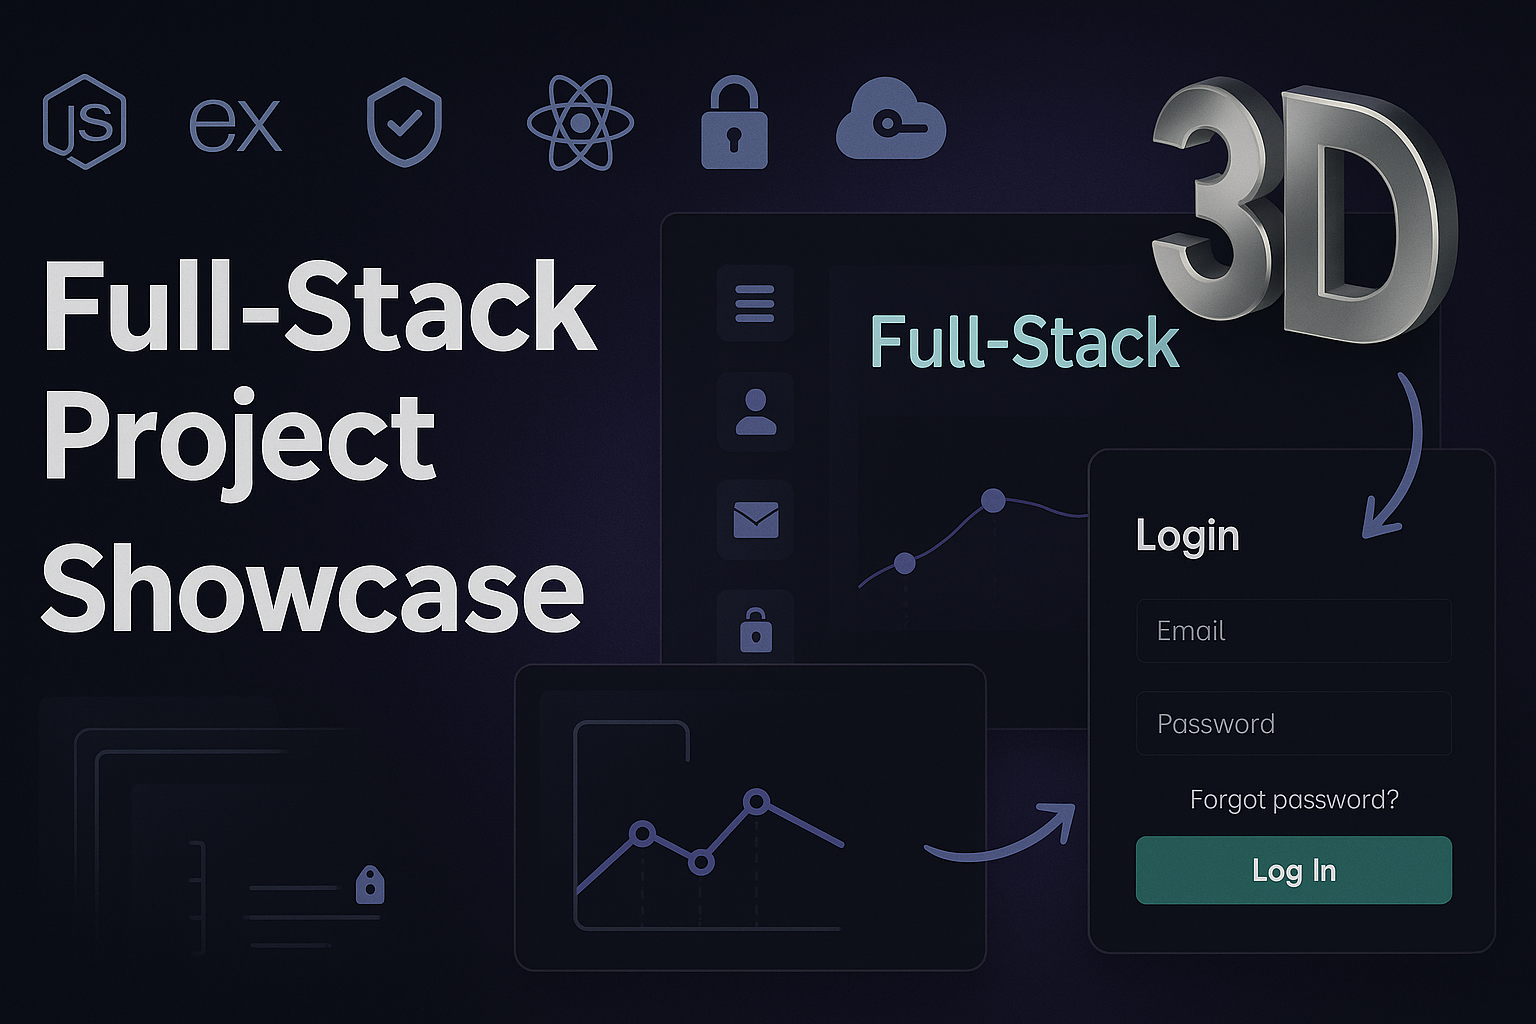 JS
ex
3D
Full-Stack
Project
Showcase
Full-Stack
Login
Email
Password
Forgot password?
Log In